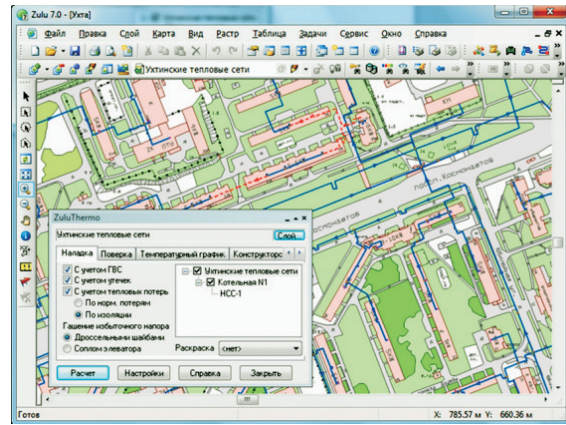 Zulu 7.0 - [Ухта]
Файл Правка Слой Карта Вид Растр Таблица Задачи Сервис Окно Справка
Ухтинские тепловые сети
просп. Космонавтов
Космонавтов
ZuluThermo
Ухтинские тепловые сети Слой...
Наладка Поверка Температурный график Конструкторс
С учетом ГВС
С учетом утечек
С учетом тепловых потерь
По норм. потерям
По изоляции
Гашение избыточного напора
Дроссельными шайбами
Соплом элеватора
Ухтинские тепловые сети
Котельная N1
НСС-1
Раскраска <нет>
Расчет Настройки Справка Закрыть
Готов X: 785.57 м Y: 660.36 м